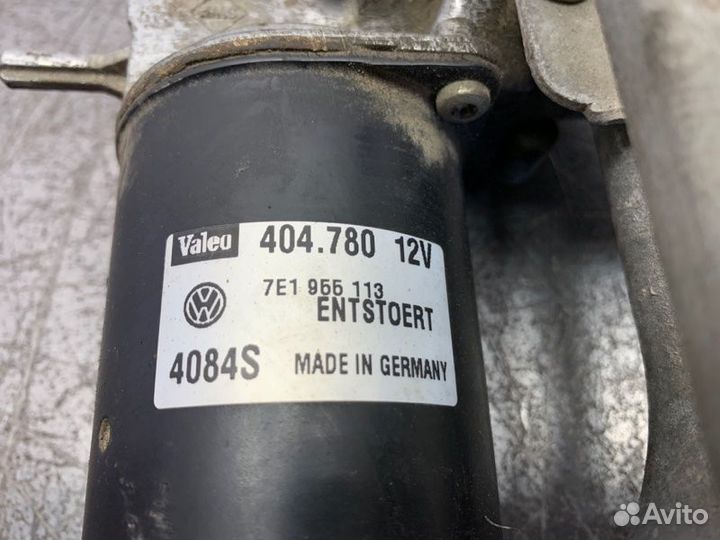 Valeo 404.780 12V
7E1 955 113
ENTSTOERT
4084S MADE IN GERMANY
Avito